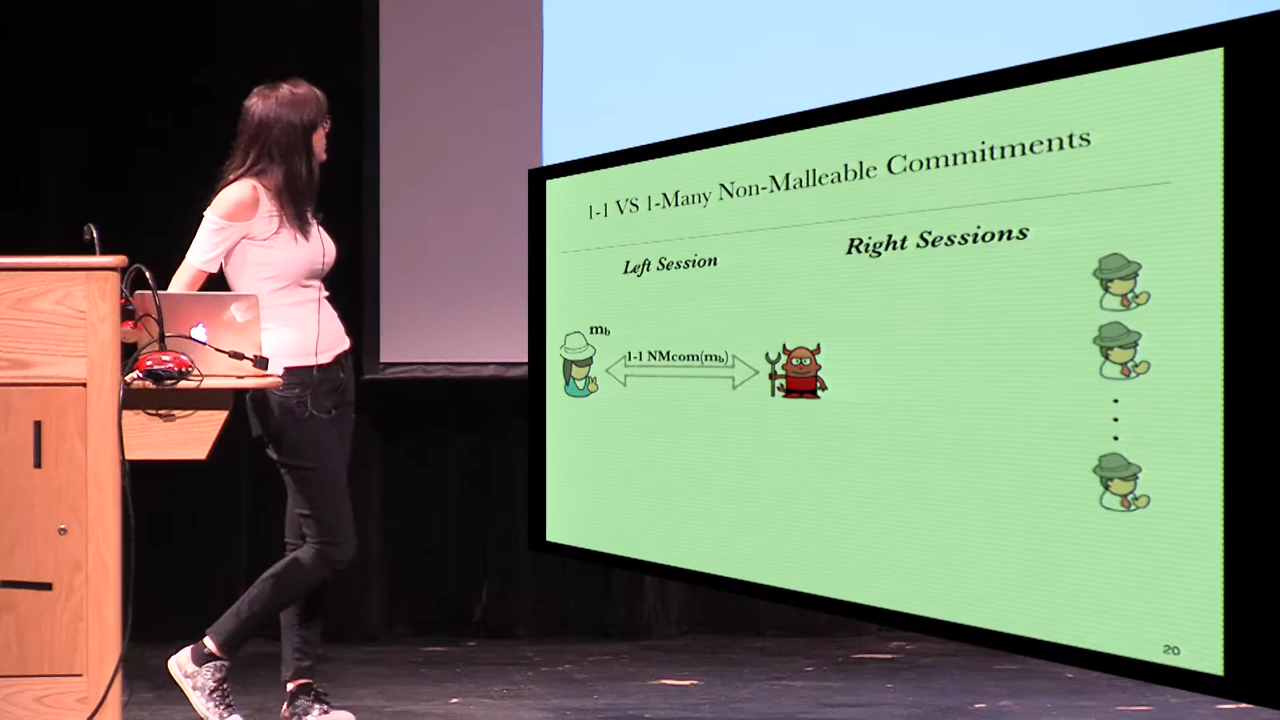 1-1 VS 1-Many Non-Malleable Commitments
Left Session
Right Sessions
mb
1-1 NMcom(mb)
20